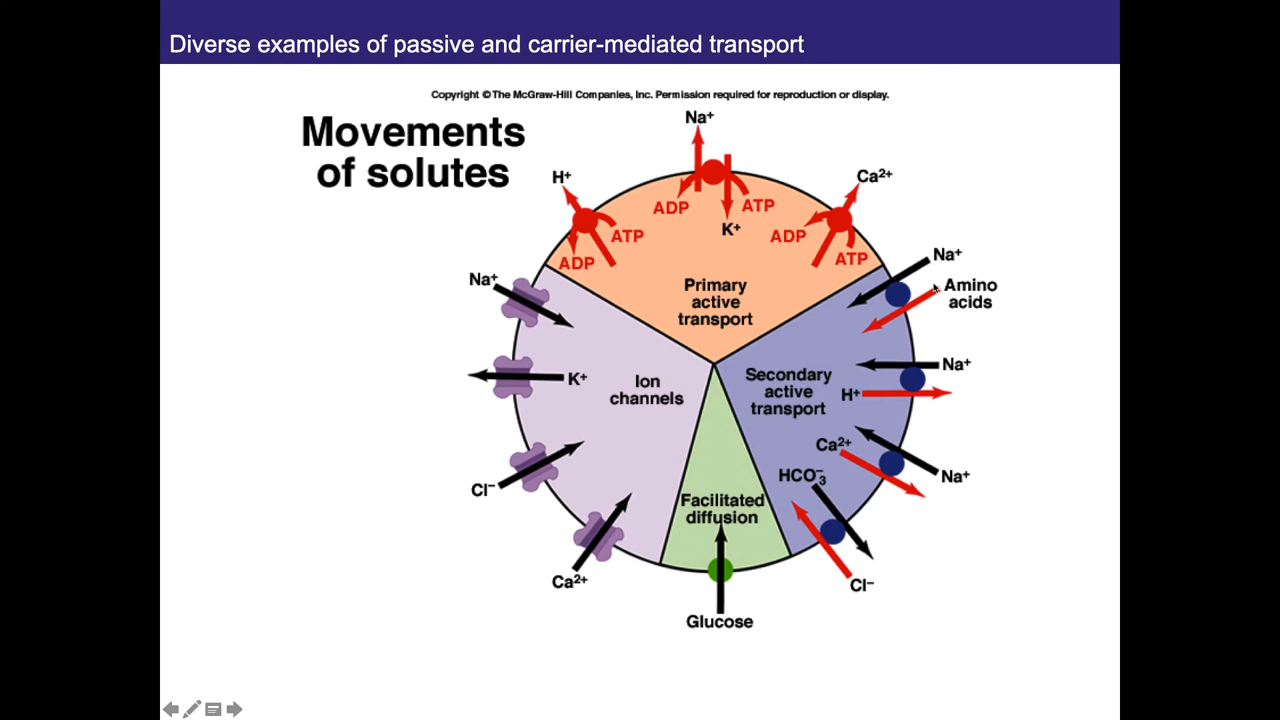 Diverse examples of passive and carrier-mediated transport
Copyright © The McGraw-Hill Companies, Inc. Permission required for reproduction or display.
Movements
of solutes
Na⁺
H⁺
Ca²⁺
ADP
ATP
K⁺
ADP
ATP
ADP
ATP
Primary
active
transport
Na⁺
Amino
acids
Na⁺
H⁺
Secondary
active
transport
Ca²⁺
Na⁺
HCO₃⁻
Cl⁻
Facilitated
diffusion
Glucose
Ion
channels
Na⁺
K⁺
Cl⁻
Ca²⁺